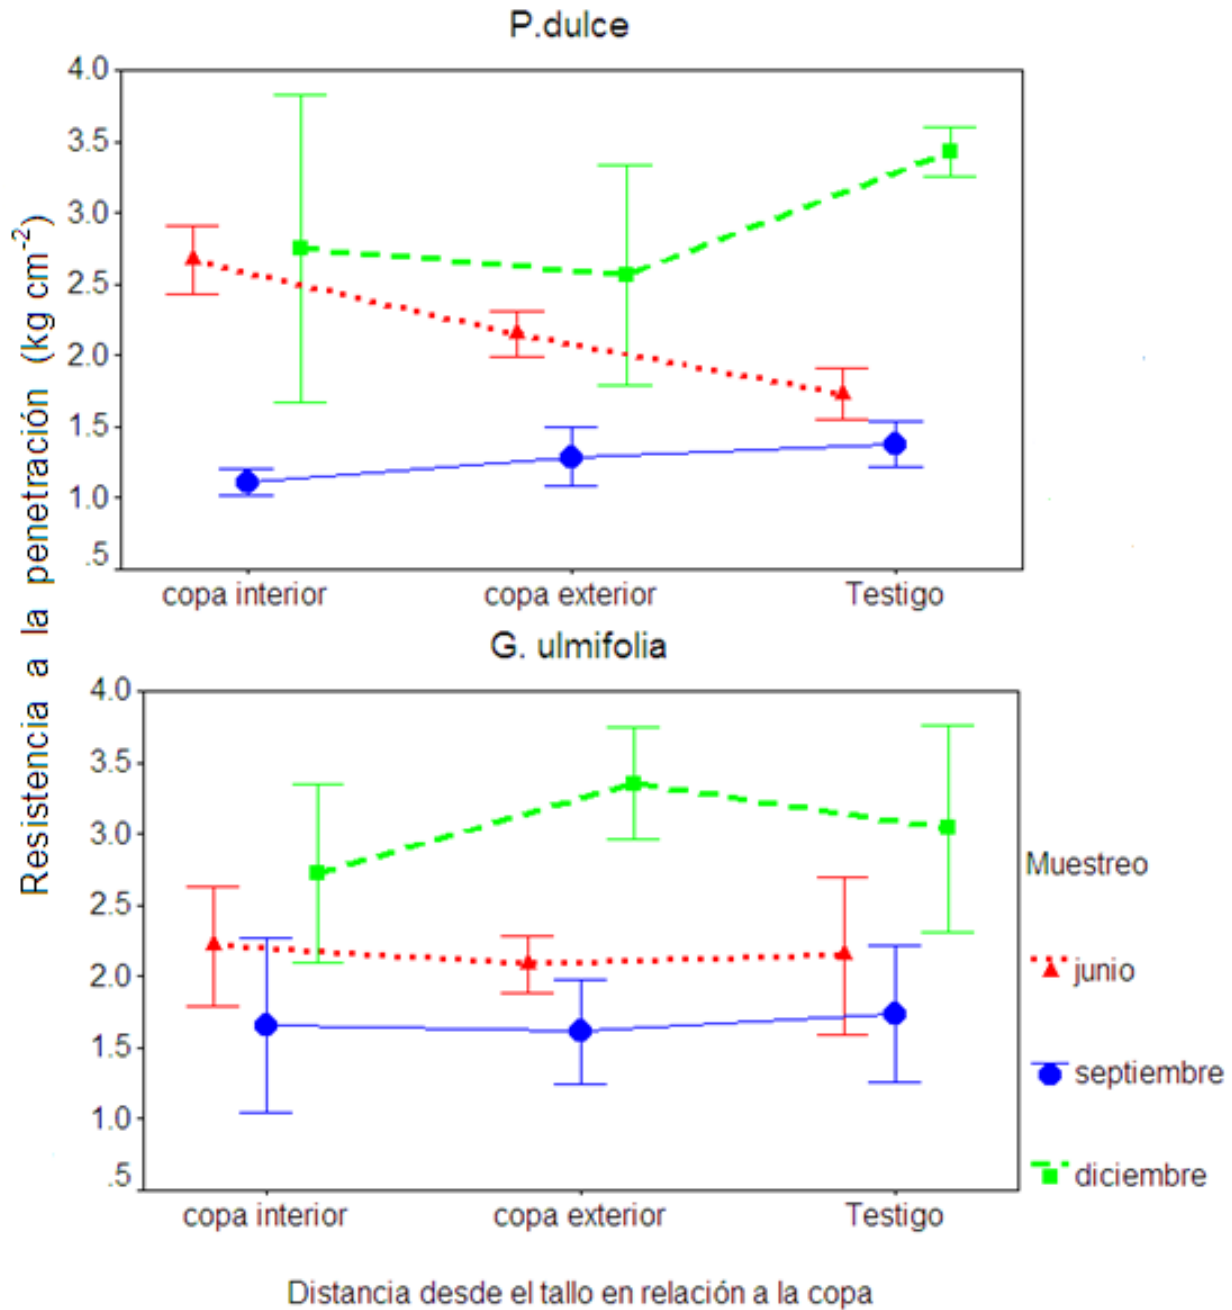 P.dulce
Resistencia a la penetración (kg cm-2)
4.0
3.5
3.0
2.5
2.0
1.5
1.0
.5
copa interior copa exterior Testigo
G. ulmifolia
4.0
3.5
3.0
2.5
2.0
1.5
1.0
.5
copa interior copa exterior Testigo
Muestreo
junio
septiembre
diciembre
Distancia desde el tallo en relación a la copa